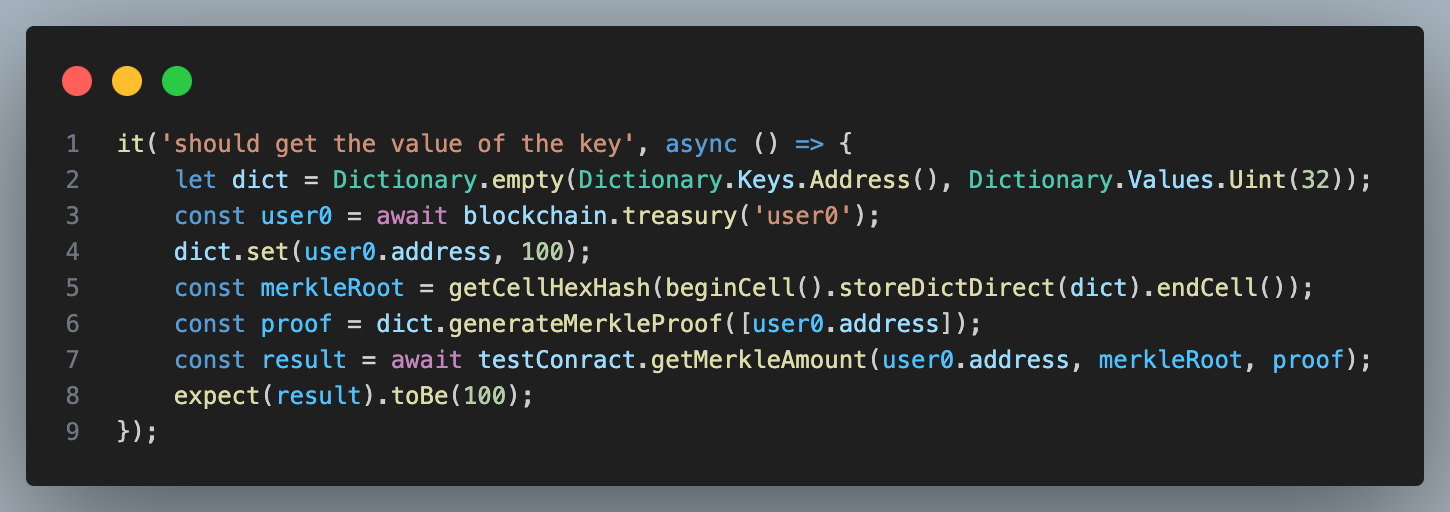 1 it('should get the value of the key', async () => {
2 let dict = Dictionary.empty(Dictionary.Keys.Address(), Dictionary.Values.Uint(32));
3 const user0 = await blockchain.treasury('user0');
4 dict.set(user0.address, 100);
5 const merkleRoot = getCellHexHash(beginCell().storeDictDirect(dict).endCell());
6 const proof = dict.generateMerkleProof([user0.address]);
7 const result = await testConract.getMerkleAmount(user0.address, merkleRoot, proof);
8 expect(result).toBe(100);
9 });